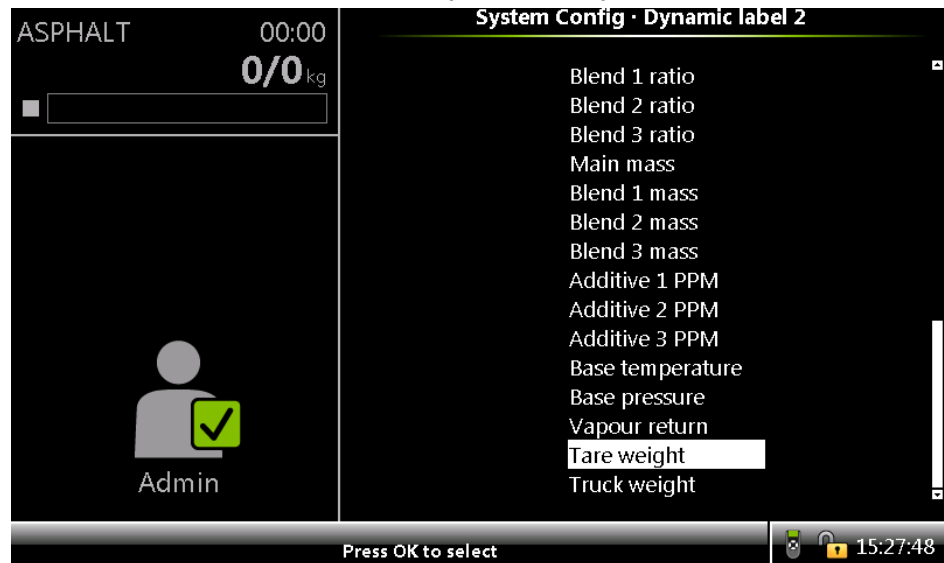 ASPHALT 00:00
0/0 kg
Admin
System Config · Dynamic label 2
Blend 1 ratio
Blend 2 ratio
Blend 3 ratio
Main mass
Blend 1 mass
Blend 2 mass
Blend 3 mass
Additive 1 PPM
Additive 2 PPM
Additive 3 PPM
Base temperature
Base pressure
Vapour return
Tare weight
Truck weight
Press OK to select
15:27:48